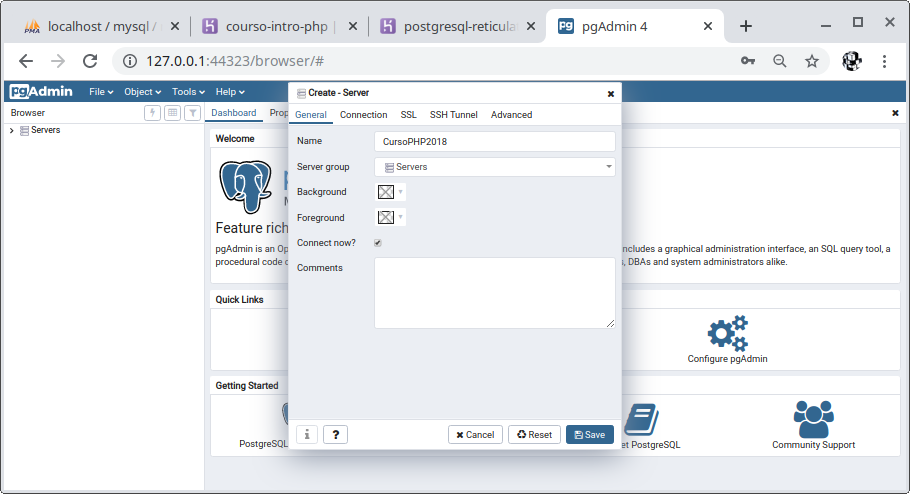 localhost / mysql /
courso-intro-php
postgresql-reticula
pgAdmin 4
127.0.0.1:44323/browser/#
pgAdmin
File
Object
Tools
Help
Create - Server
Browser
Dashboard
Prop
General
Connection
SSL
SSH Tunnel
Advanced
Servers
Welcome
Name
CursoPHP2018
Server group
Servers
Background
Foreground
Feature rich
Connect now?
pgAdmin is an Op
cludes a graphical administration interface, an SQL query tool, a
procedural code
, DBAs and system administrators alike.
Comments
Quick Links
Configure pgAdmin
Getting Started
i
?
Cancel
Reset
Save
PostgreSQL
et PostgreSQL
Community Support